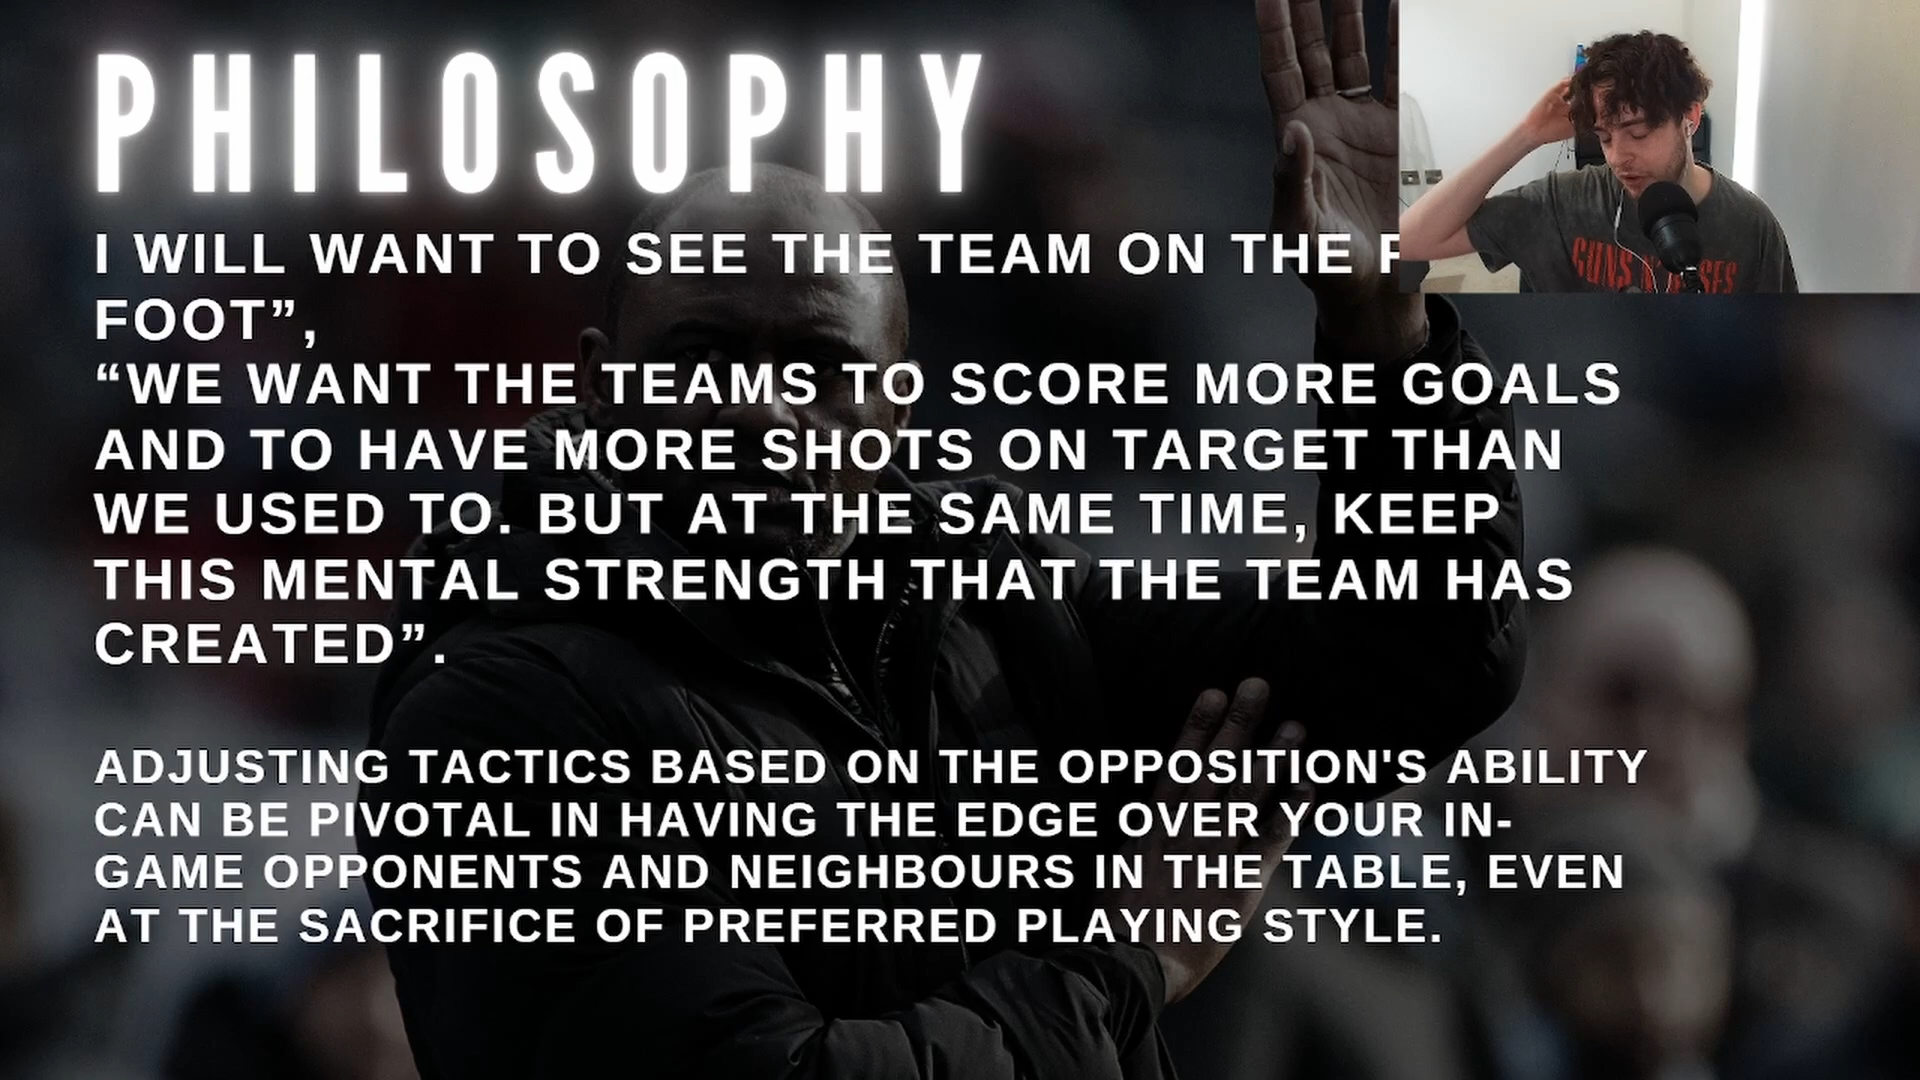 PHILOSOPHY
I WILL WANT TO SEE THE TEAM ON THE
FOOT”,
“WE WANT THE TEAMS TO SCORE MORE GOALS
AND TO HAVE MORE SHOTS ON TARGET THAN
WE USED TO. BUT AT THE SAME TIME, KEEP
THIS MENTAL STRENGTH THAT THE TEAM HAS
CREATED”.
ADJUSTING TACTICS BASED ON THE OPPOSITION'S ABILITY
CAN BE PIVOTAL IN HAVING THE EDGE OVER YOUR IN-
GAME OPPONENTS AND NEIGHBOURS IN THE TABLE, EVEN
AT THE SACRIFICE OF PREFERRED PLAYING STYLE.
GUNS